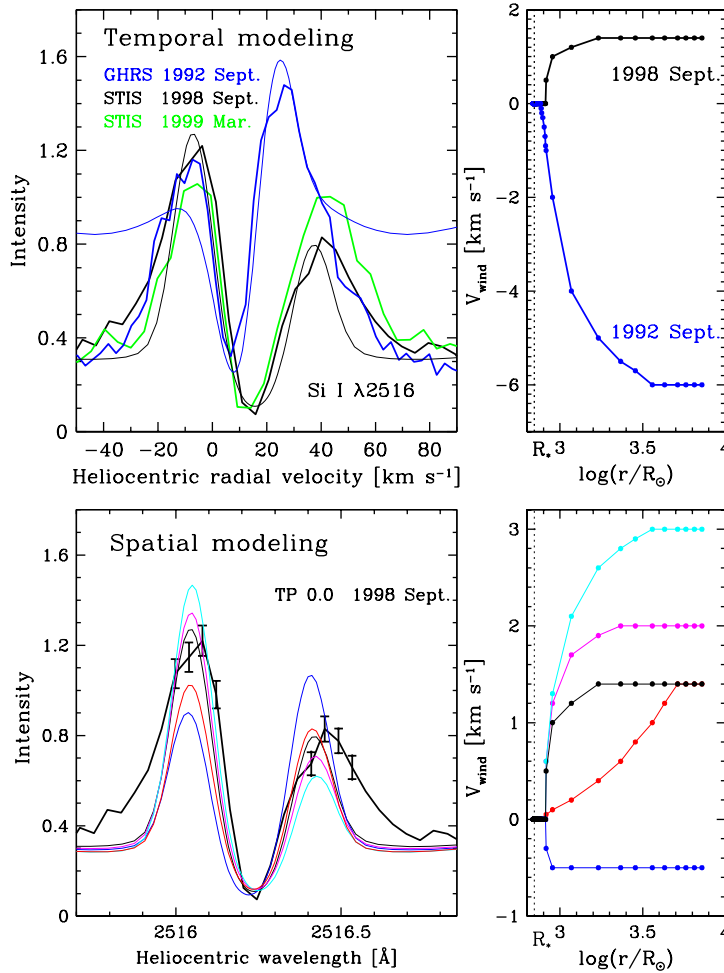 Temporal modeling
GHRS 1992 Sept.
STIS 1998 Sept.
STIS 1999 Mar.
Si I λ2516
Intensity
1.6
1.2
0.8
0.4
0
-40 -20 0 20 40 60 80
Heliocentric radial velocity [km s⁻¹]
1998 Sept.
1992 Sept.
V_wind [km s⁻¹]
2
0
-2
-4
-6
R_* 3 3.5 4
log(r/R_☉)
Spatial modeling
TP 0.0 1998 Sept.
Intensity
1.6
1.2
0.8
0.4
0
2516 2516.5
Heliocentric wavelength [Å]
V_wind [km s⁻¹]
3
2
1
0
-1
R_* 3 3.5 4
log(r/R_☉)